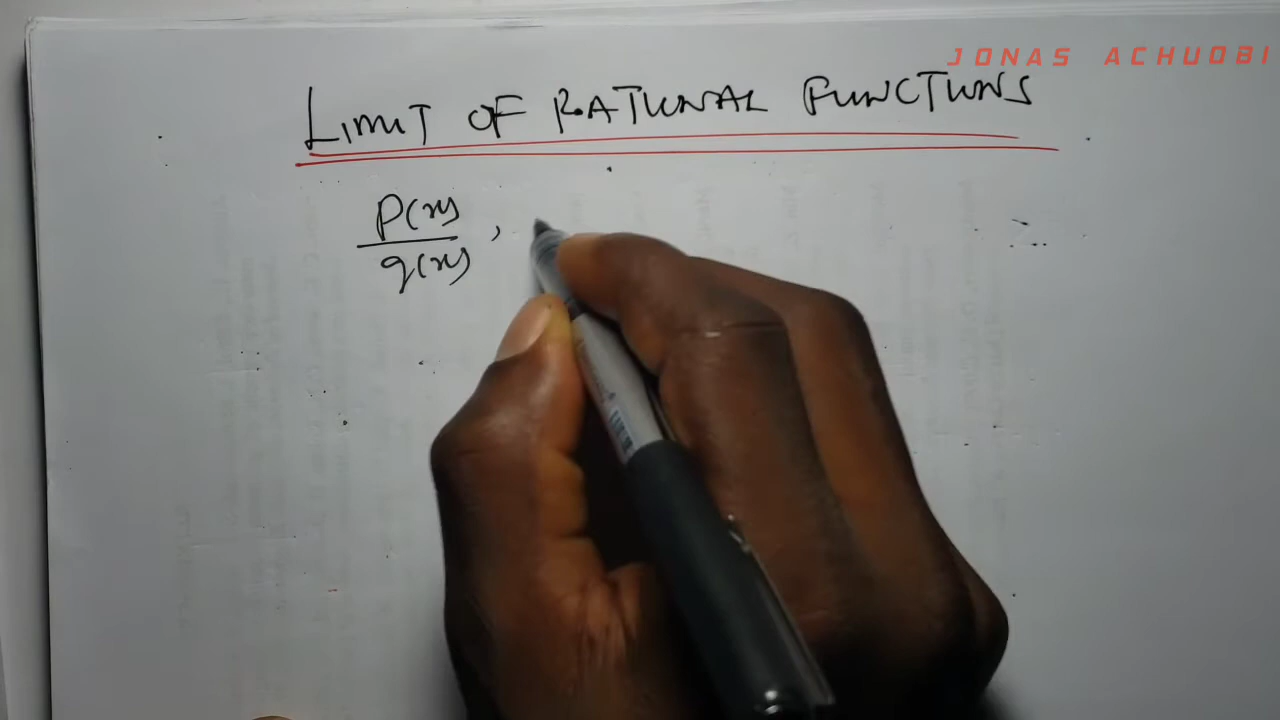 JONAS ACHUOBI
LIMIT OF RATIONAL FUNCTIONS
P(x)
q(x) ,